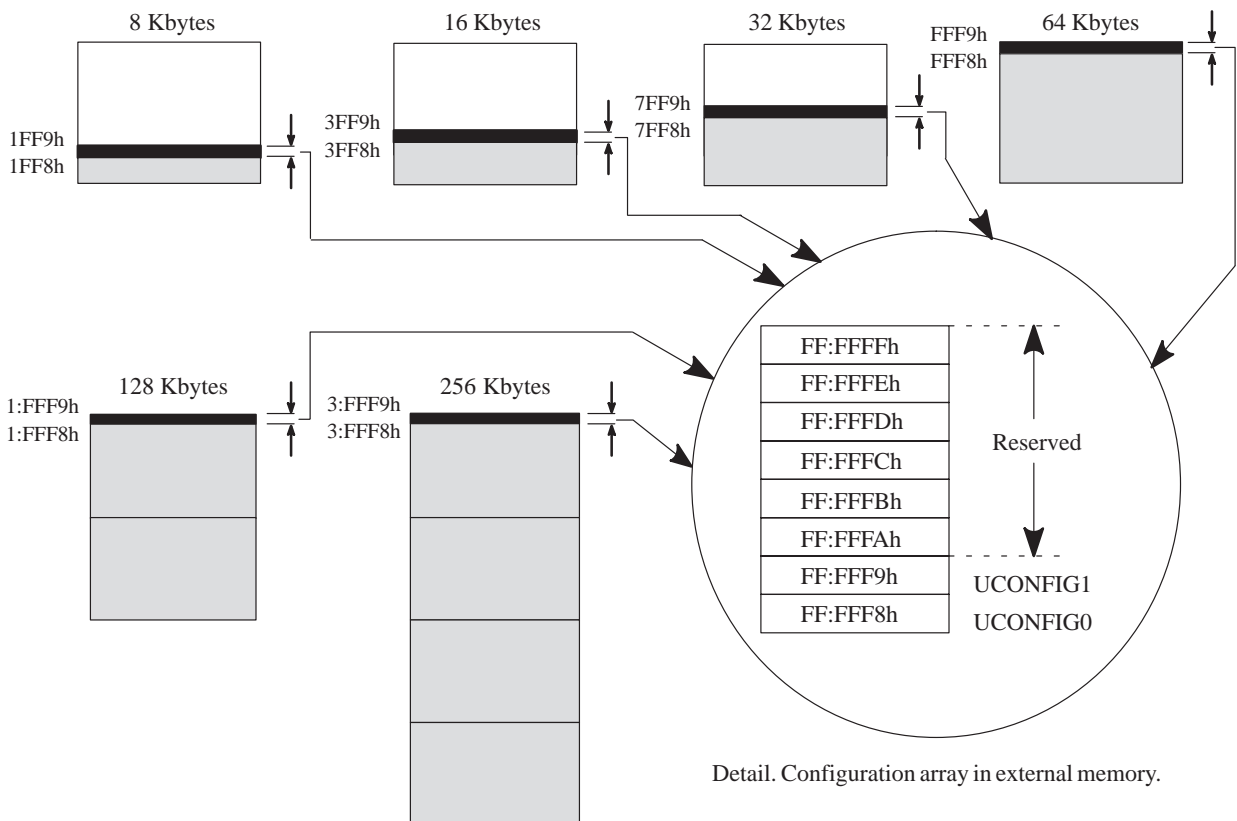 8 Kbytes
16 Kbytes
32 Kbytes
64 Kbytes
1FF9h
1FF8h
3FF9h
3FF8h
7FF9h
7FF8h
FFF9h
FFF8h
128 Kbytes
256 Kbytes
1:FFF9h
1:FFF8h
3:FFF9h
3:FFF8h
FF:FFFFh
FF:FFFEh
FF:FFFDh
FF:FFFCh
FF:FFFBh
FF:FFFAh
FF:FFF9h
FF:FFF8h
Reserved
UCONFIG1
UCONFIG0
Detail. Configuration array in external memory.